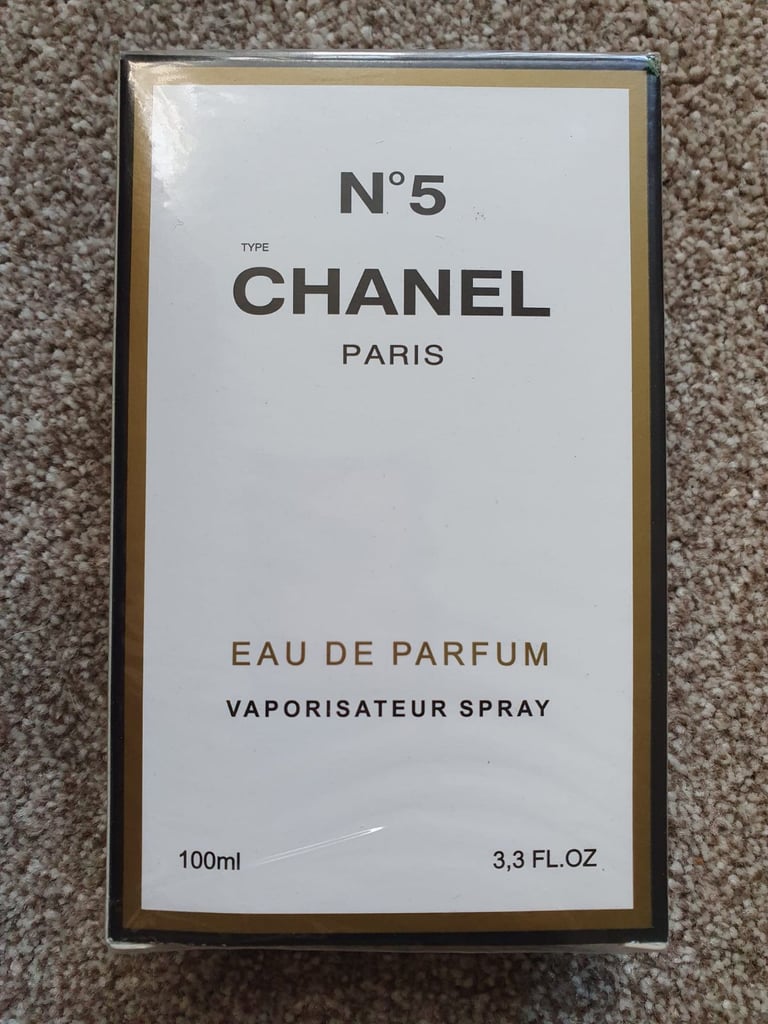 N°5
TYPE
CHANEL
PARIS
EAU DE PARFUM
VAPORISATEUR SPRAY
100ml 3,3 FL.OZ